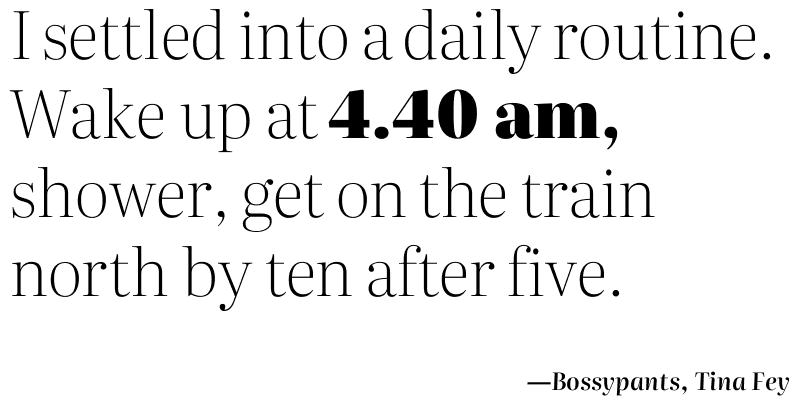 I settled into a daily routine.
Wake up at 4.40 am,
shower, get on the train
north by ten after five.
—Bossypants, Tina Fey